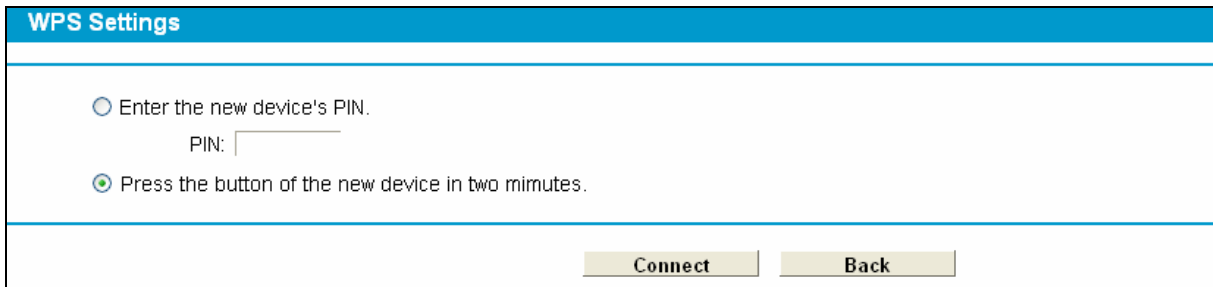 WPS Settings
Enter the new device's PIN.
PIN:
Press the button of the new device in two mimutes.
Connect Back